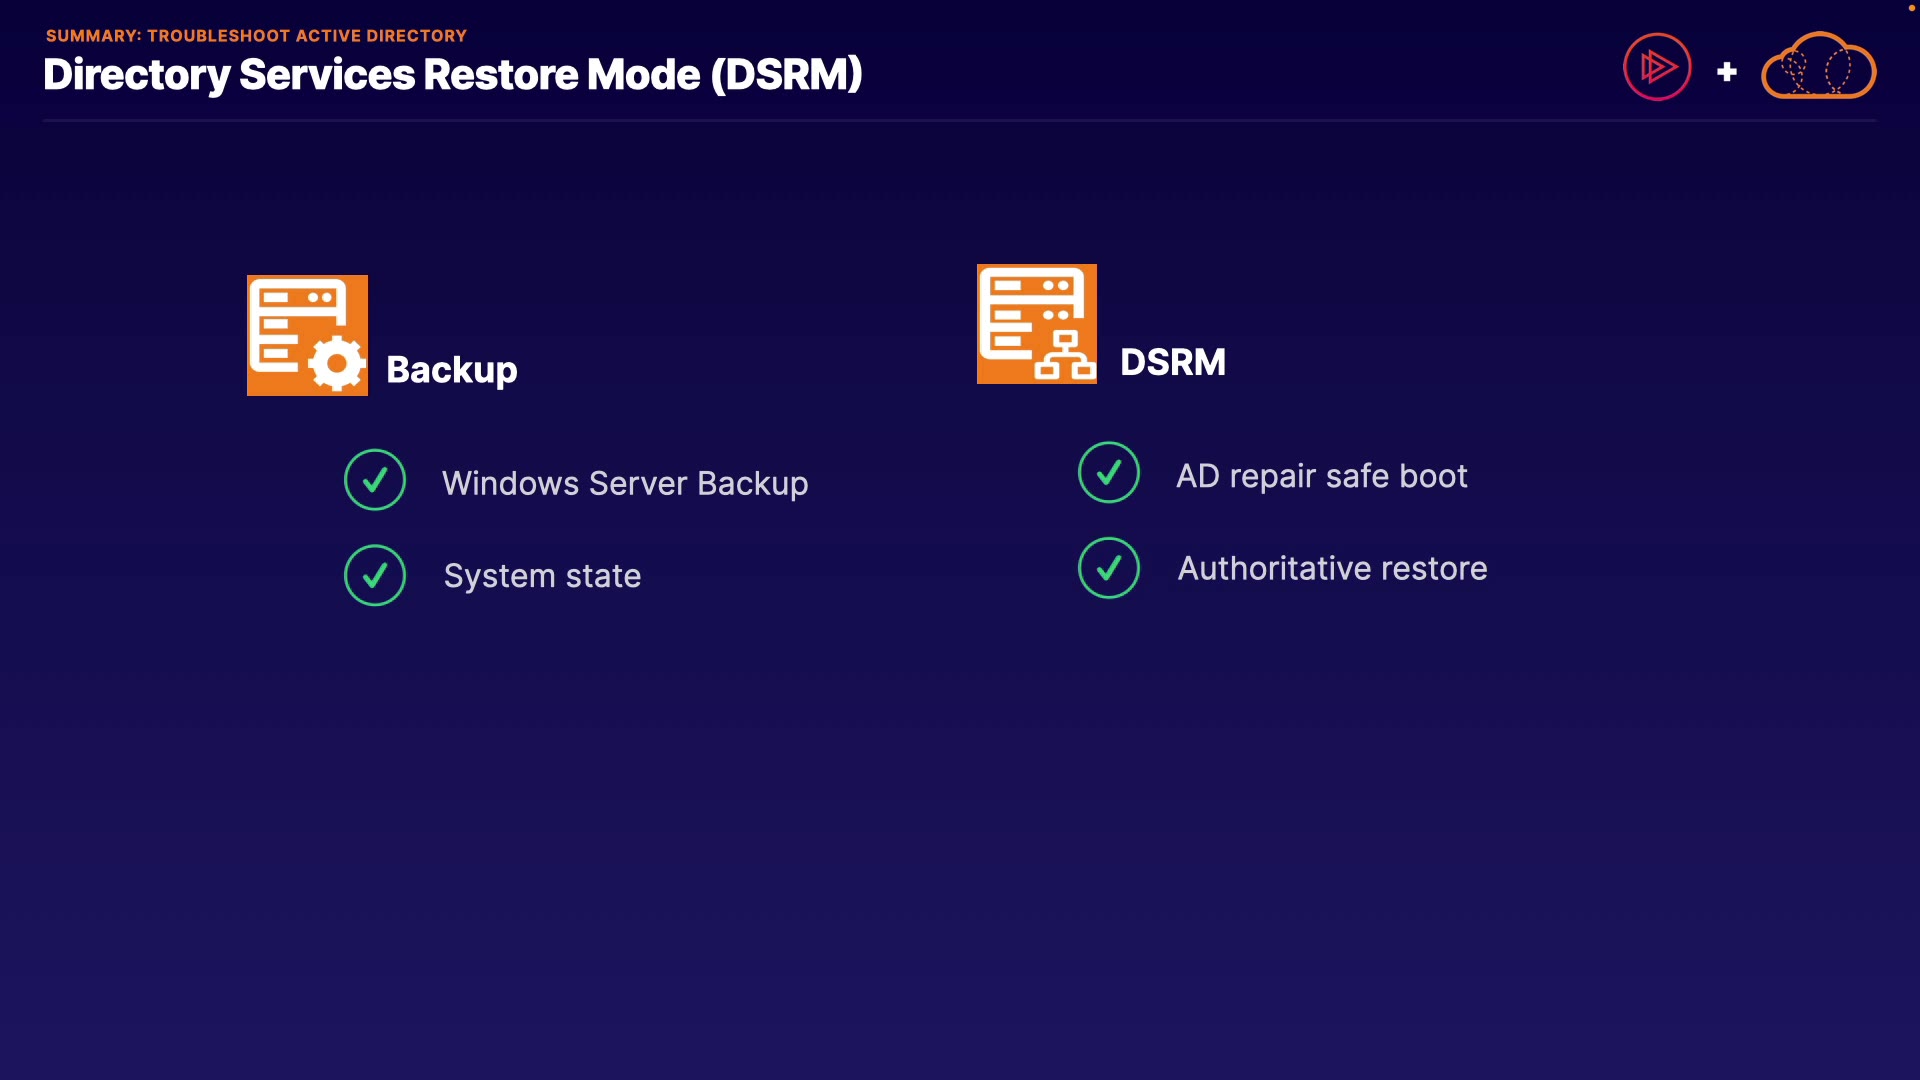 SUMMARY: TROUBLESHOOT ACTIVE DIRECTORY
Directory Services Restore Mode (DSRM)
Backup
Windows Server Backup
System state
DSRM
AD repair safe boot
Authoritative restore